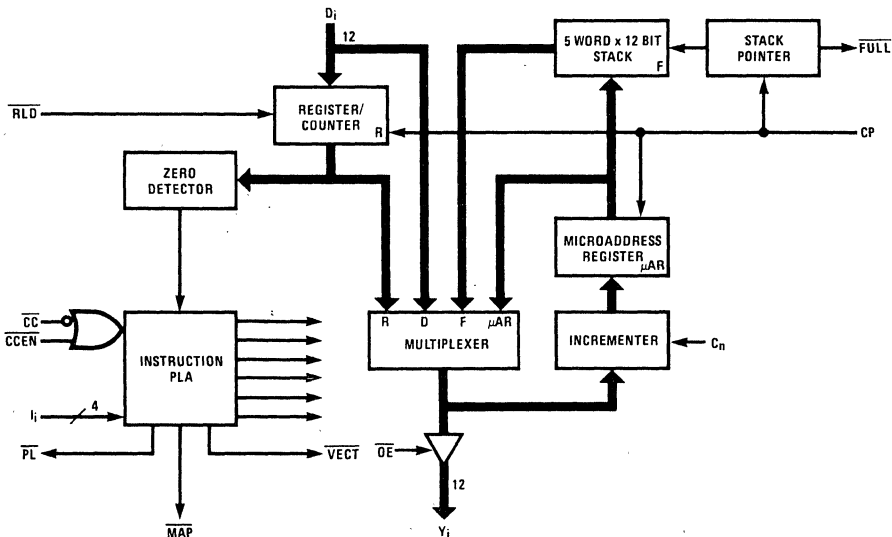 Di
12
5 WORD x 12 BIT
STACK
F
STACK
POINTER
FULL
RLD
REGISTER/
COUNTER
R
CP
ZERO
DETECTOR
MICROADDRESS
REGISTER
μAR
CC
CCEN
INSTRUCTION
PLA
R D F μAR
MULTIPLEXER
INCREMENTER
Cn
Ii
4
PL
VECT
OE
12
MAP
Yi